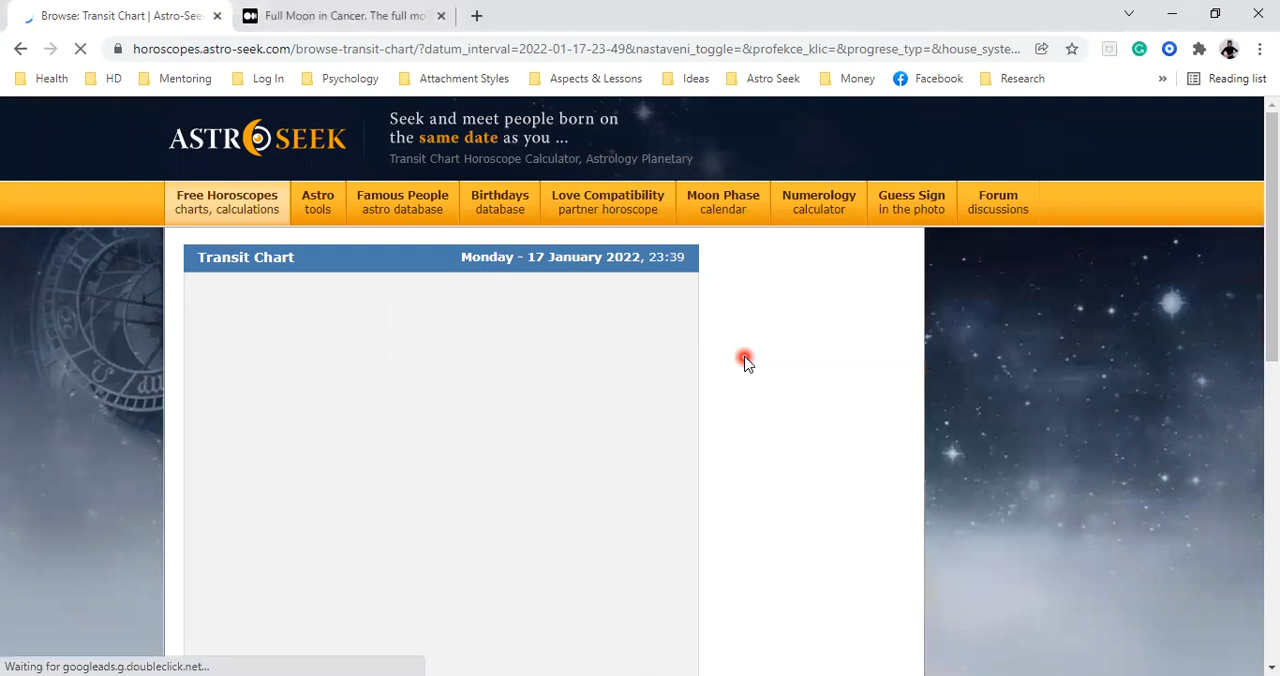 Browse: Transit Chart | Astro-See
Full Moon in Cancer. The full mo
horoscopes.astro-seek.com/browse-transit-chart/?datum_interval=2022-01-17-23-49&nastaveni_toggle=&profekce_klic=&progrese_typ=&house_syste...
Health HD Mentoring Log In Psychology Attachment Styles Aspects & Lessons Ideas Astro Seek Money Facebook Research » Reading list
ASTRO SEEK
Seek and meet people born on
the same date as you ...
Transit Chart Horoscope Calculator, Astrology Planetary
Free Horoscopes
charts, calculations
Astro
tools
Famous People
astro database
Birthdays
database
Love Compatibility
partner horoscope
Moon Phase
calendar
Numerology
calculator
Guess Sign
in the photo
Forum
discussions
Transit Chart Monday - 17 January 2022, 23:39
Waiting for googleads.g.doubleclick.net...